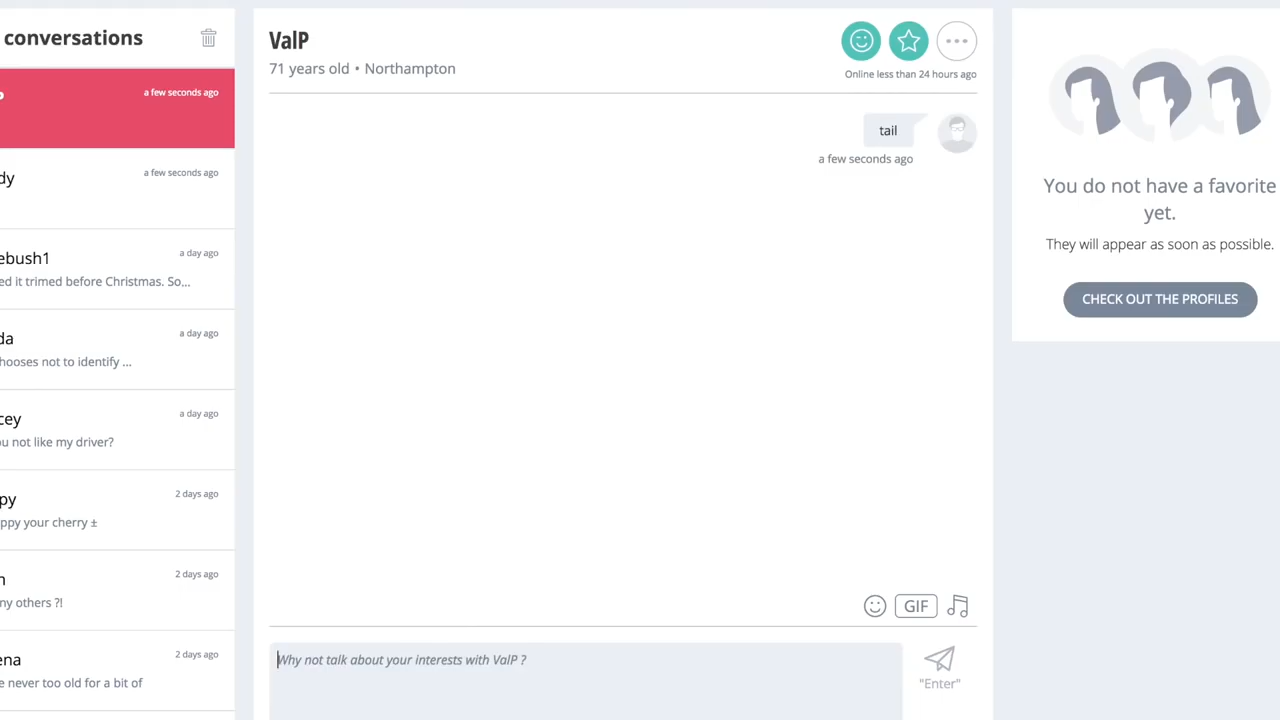 conversations
a few seconds ago
dy
a few seconds ago
ebush1
a day ago
ed it trimed before Christmas. So...
da
a day ago
hooses not to identify ...
cey
a day ago
ou not like my driver?
py
2 days ago
ppy your cherry ±
n
2 days ago
ny others ?!
ena
2 days ago
e never too old for a bit of
ValP
71 years old • Northampton
Online less than 24 hours ago
tail
a few seconds ago
GIF
Why not talk about your interests with ValP ?
"Enter"
You do not have a favorite
yet.
They will appear as soon as possible.
CHECK OUT THE PROFILES